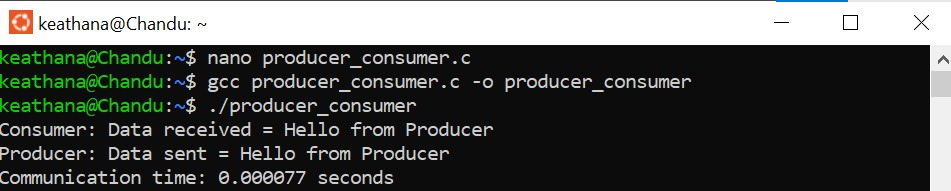 keathana@Chandu: ~
keathana@Chandu:~$ nano producer_consumer.c
keathana@Chandu:~$ gcc producer_consumer.c -o producer_consumer
keathana@Chandu:~$ ./producer_consumer
Consumer: Data received = Hello from Producer
Producer: Data sent = Hello from Producer
Communication time: 0.000077 seconds